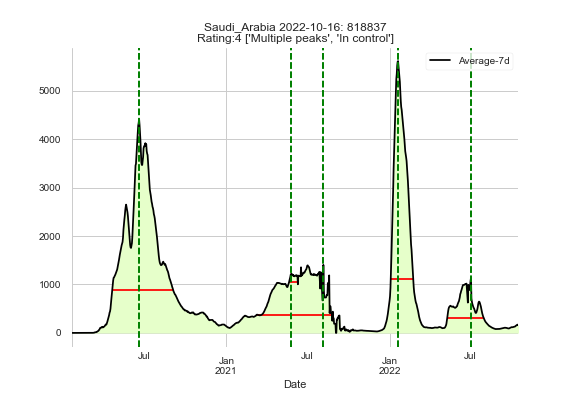 Saudi_Arabia 2022-10-16: 818837
Rating:4 ['Multiple peaks', 'In control']
Average-7d
5000
4000
3000
2000
1000
0
Jul
Jan
2021
Jul
Jan
2022
Jul
Date